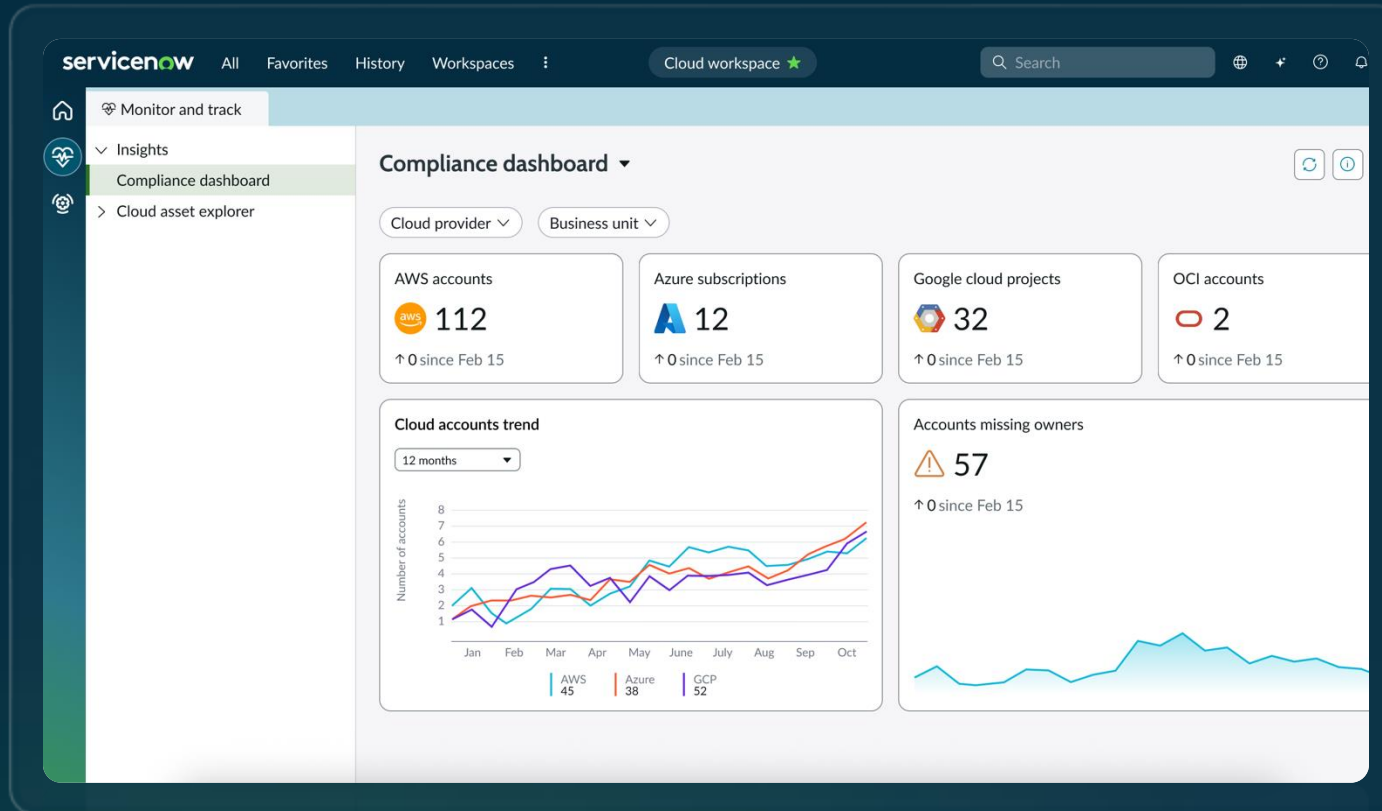 servicenow All Favorites History Workspaces Cloud workspace Search
Monitor and track
Insights
Compliance dashboard
Cloud asset explorer
Compliance dashboard
Cloud provider Business unit
AWS accounts
aws 112
↑ 0 since Feb 15
Azure subscriptions
12
↑ 0 since Feb 15
Google cloud projects
32
↑ 0 since Feb 15
OCI accounts
2
↑ 0 since Feb 15
Cloud accounts trend
12 months
Number of accounts
8
7
6
5
4
3
2
1
Jan Feb Mar Apr May June July Aug Sep Oct
AWS Azure GCP
45 38 52
Accounts missing owners
57
↑ 0 since Feb 15